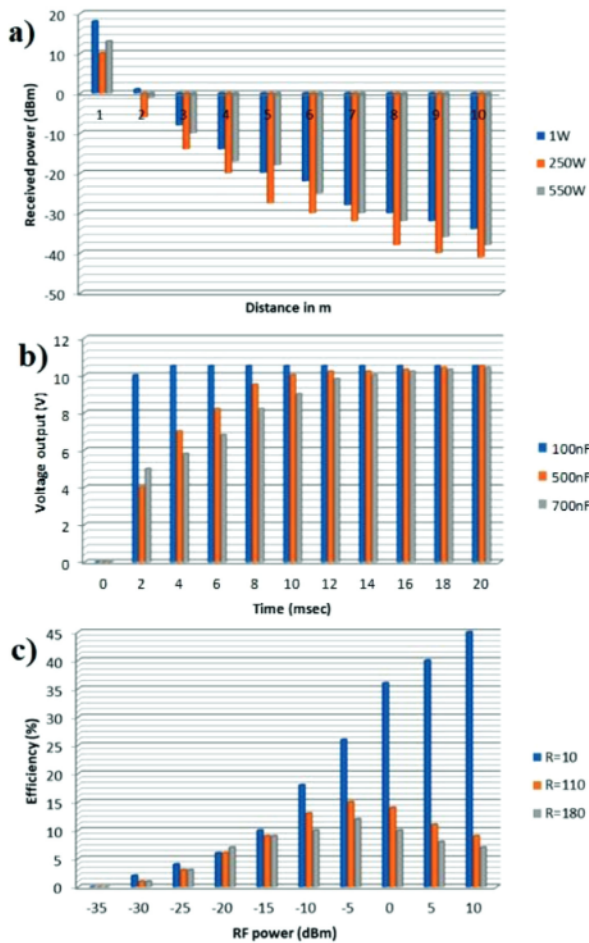 a)
Received power (dBm)
20
10
0
-10
-20
-30
-40
-50
1 2 3 4 5 6 7 8 9 10
Distance in m
1W
250W
550W
b)
Voltage output (V)
12
10
8
6
4
2
0
0 2 4 6 8 10 12 14 16 18 20
Time (msec)
100nF
500nF
700nF
c)
Efficiency (%)
45
40
35
30
25
20
15
10
5
0
-35 -30 -25 -20 -15 -10 -5 0 5 10
RF power (dBm)
R=10
R=110
R=180